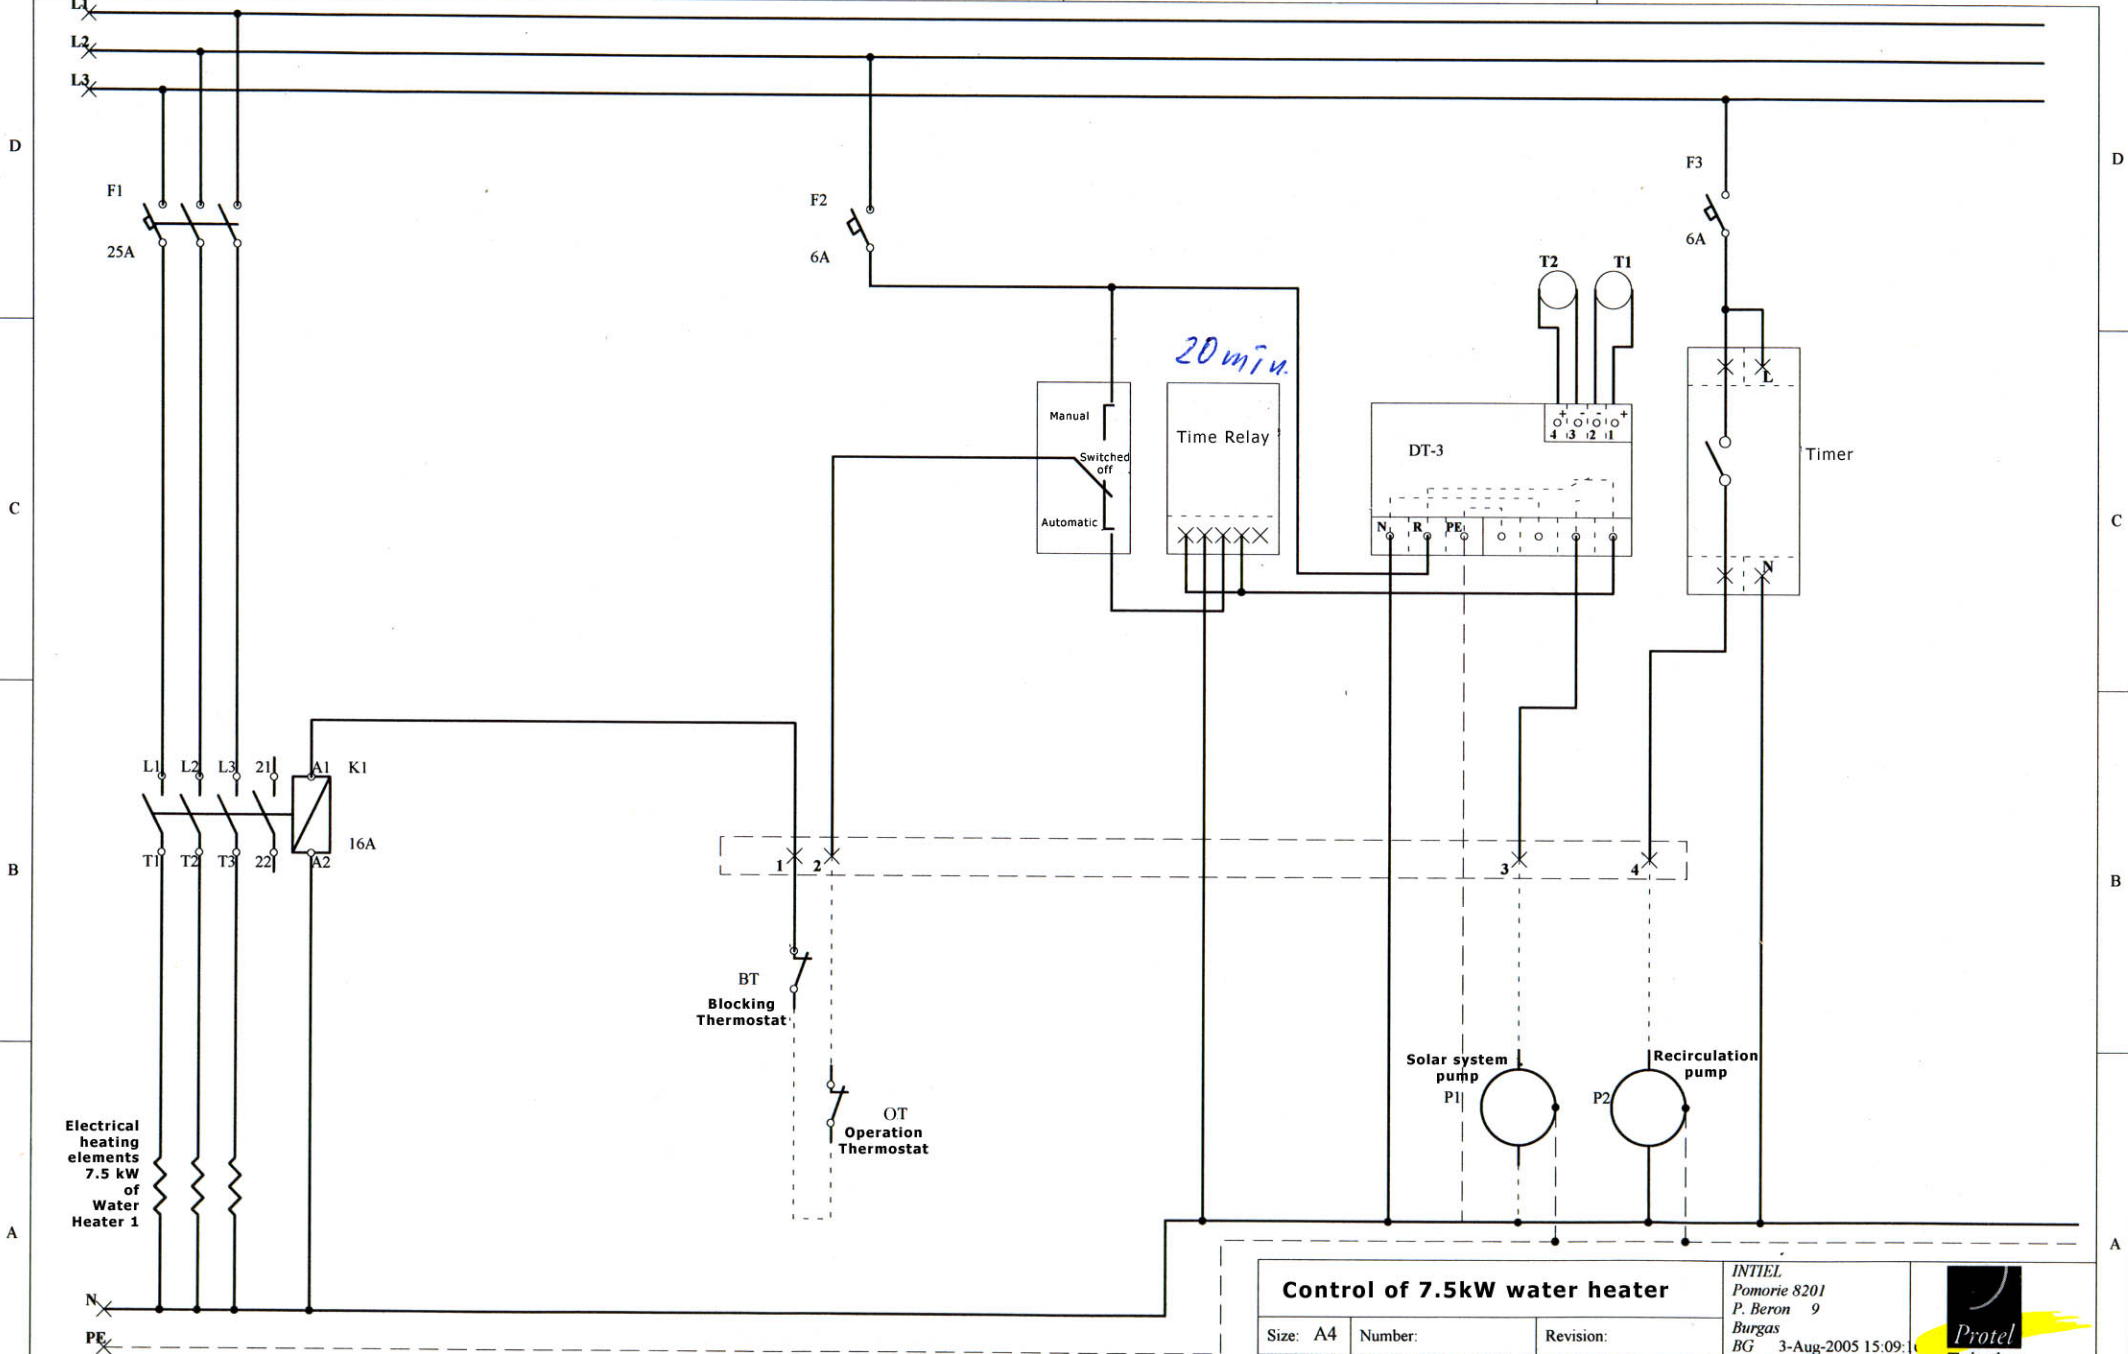 L1
L2
L3
D
D
F1
25A
F2
6A
F3
6A
T2
T1
20 min.
Manual
Switched
off
Automatic
Time Relay
DT-3
+ - - +
4 3 2 1
N R PE
L
N
Timer
C
C
L1 L2 L3 21 A1 K1
16A
T1 T2 T3 22 A2
1 2 3 4
B
B
BT
Blocking
Thermostat
OT
Operation
Thermostat
Solar system
pump
P1
Recirculation
pump
P2
Electrical
heating
elements
7.5 kW
of
Water
Heater 1
A
A
N
PE
Control of 7.5kW water heater
Size: A4 Number: Revision:
INTIEL
Pomorie 8201
P. Beron 9
Burgas
BG 3-Aug-2005 15:09:
Protel